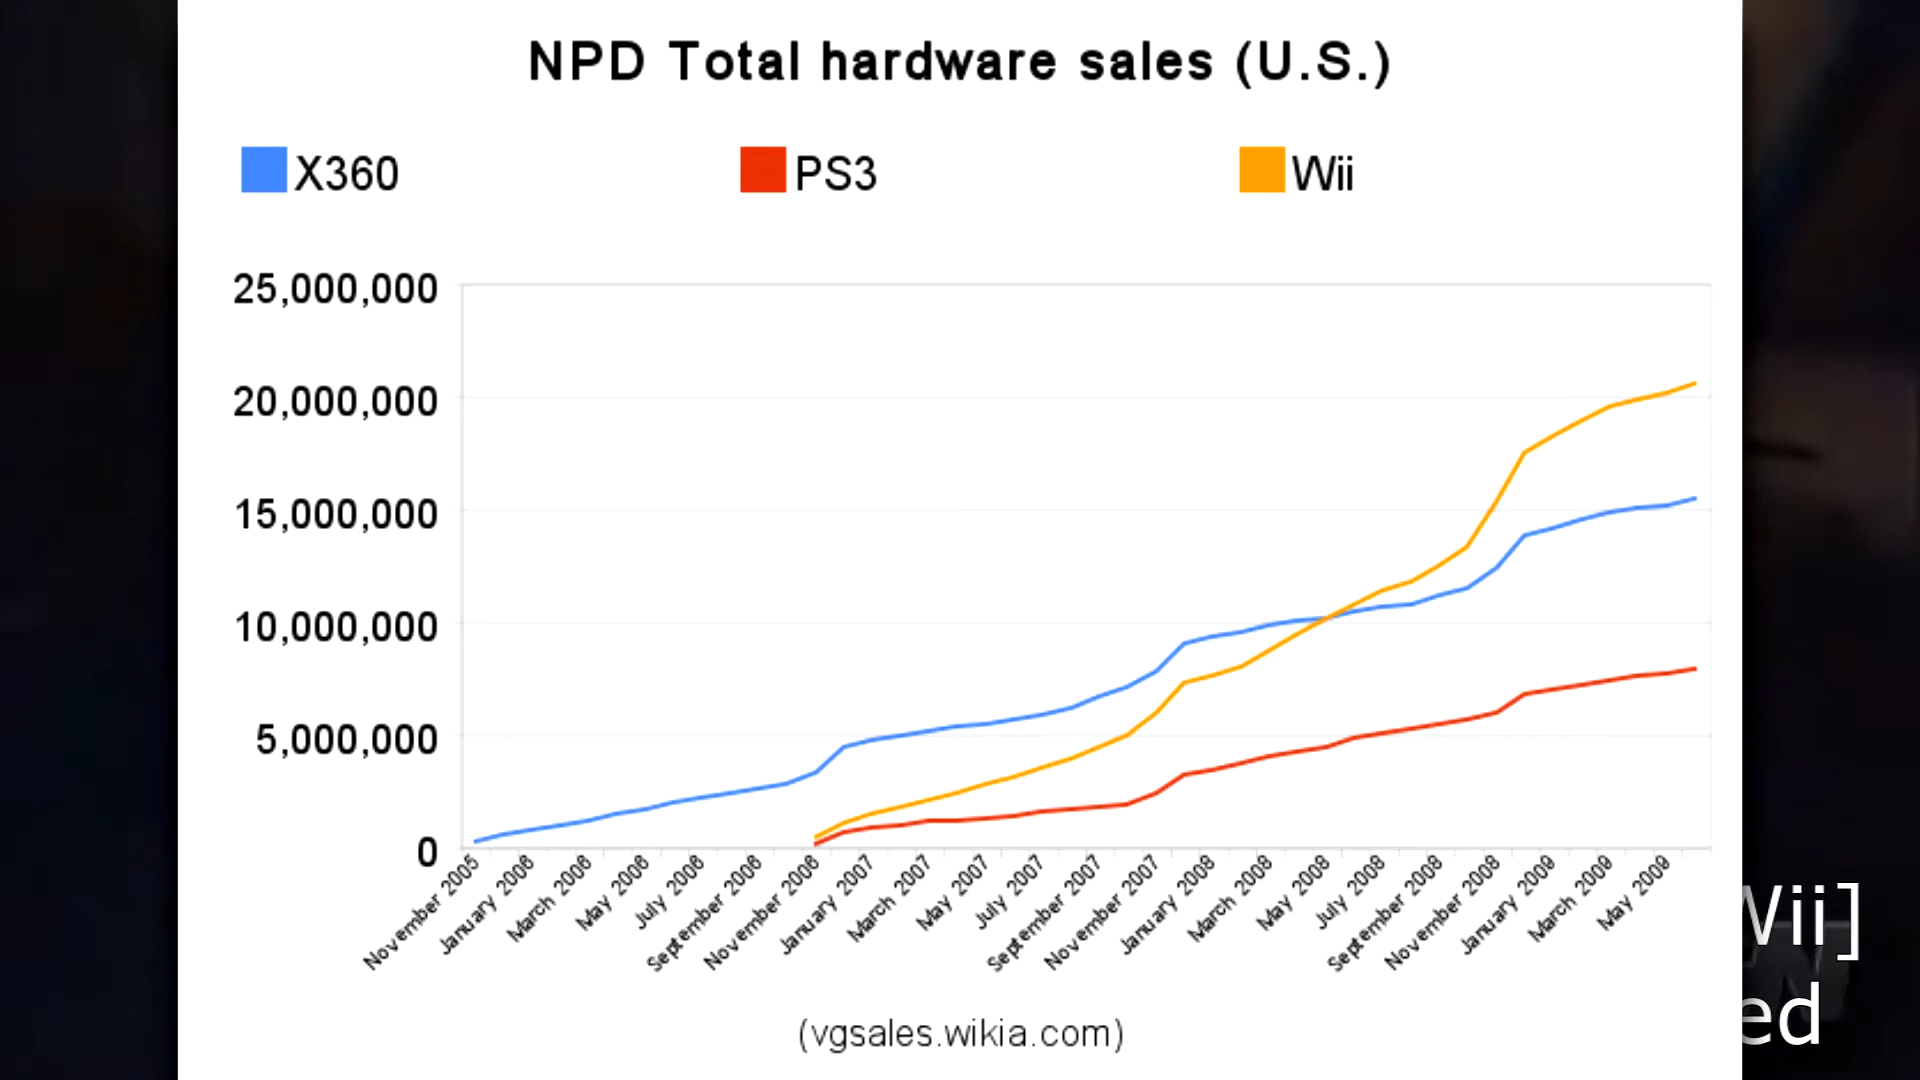 NPD Total hardware sales (U.S.)
X360 PS3 Wii
25,000,000
20,000,000
15,000,000
10,000,000
5,000,000
0
November 2005 January 2006 March 2006 May 2006 July 2006 September 2006 November 2006 January 2007 March 2007 May 2007 July 2007 September 2007 November 2007 January 2008 March 2008 May 2008 July 2008 September 2008 November 2008 January 2009 March 2009 May 2009
Wii]
ed
(vgsales.wikia.com)